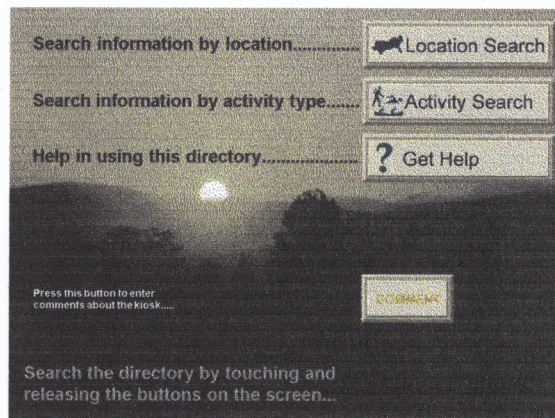 Search information by location.............. Location Search
Search information by activity type....... Activity Search
Help in using this directory.................... ? Get Help
Press this button to enter
comments about the kiosk.....
COMMENT
Search the directory by touching and
releasing the buttons on the screen...